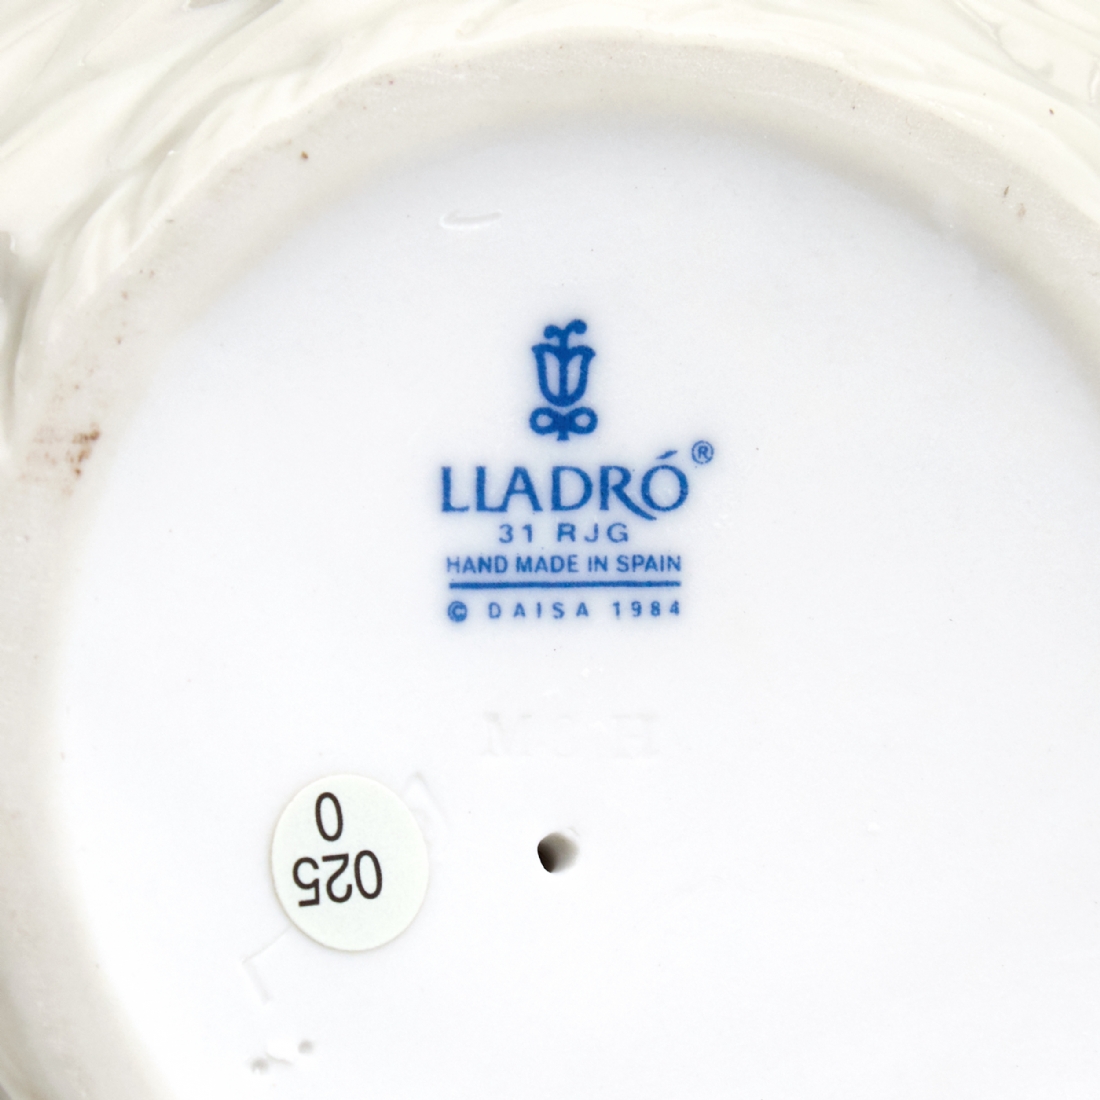 LLADRÓ®
31 RJG
HAND MADE IN SPAIN
© DAISA 1984
025
0